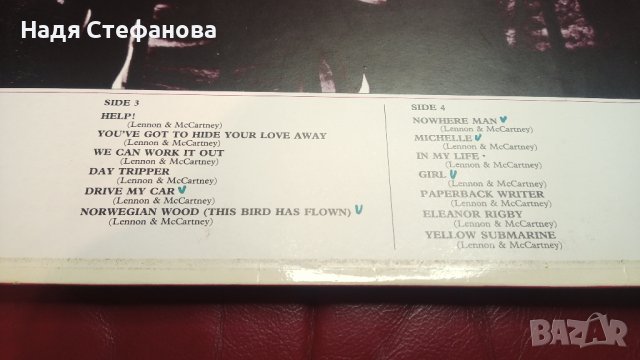 Надя Стефанова
SIDE 3
HELP!
(Lennon & McCartney)
YOU'VE GOT TO HIDE YOUR LOVE AWAY
(Lennon & McCartney)
WE CAN WORK IT OUT
(Lennon & McCartney)
DAY TRIPPER
(Lennon & McCartney)
DRIVE MY CAR
(Lennon & McCartney)
NORWEGIAN WOOD (THIS BIRD HAS FLOWN)
(Lennon & McCartney)
SIDE 4
NOWHERE MAN
(Lennon & McCartney)
MICHELLE
(Lennon & McCartney)
IN MY LIFE
(Lennon & McCartney)
GIRL
(Lennon & McCartney)
PAPERBACK WRITER
(Lennon & McCartney)
ELEANOR RIGBY
(Lennon & McCartney)
YELLOW SUBMARINE
(Lennon & McCartney)
BAZAR